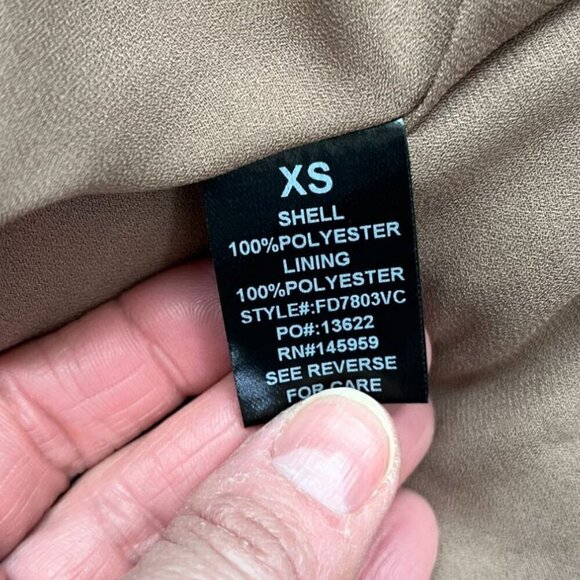 XS
SHELL
100%POLYESTER
LINING
100%POLYESTER
STYLE#:FD7803VC
PO#:13622
RN#145959
SEE REVERSE
FOR CARE